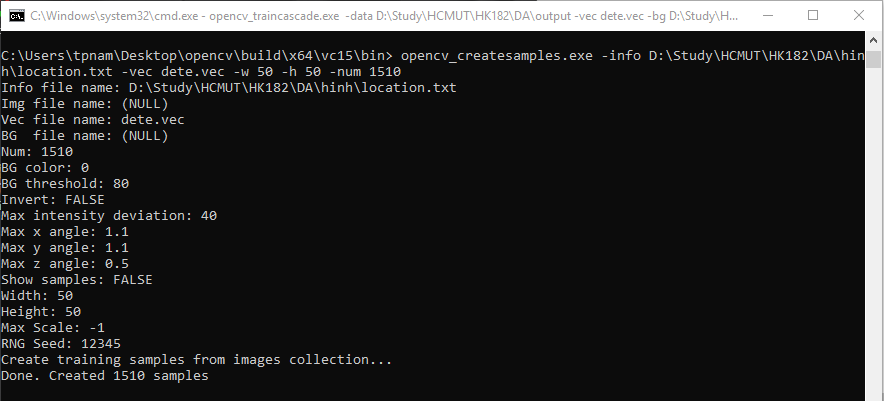 C:\Windows\system32\cmd.exe - opencv_traincascade.exe -data D:\Study\HCMUT\HK182\DA\output -vec dete.vec -bg D:\Study\H...
C:\Users\tpnam\Desktop\opencv\build\x64\vc15\bin> opencv_createsamples.exe -info D:\Study\HCMUT\HK182\DA\hin
h\location.txt -vec dete.vec -w 50 -h 50 -num 1510
Info file name: D:\Study\HCMUT\HK182\DA\hinh\location.txt
Img file name: (NULL)
Vec file name: dete.vec
BG  file name: (NULL)
Num: 1510
BG color: 0
BG threshold: 80
Invert: FALSE
Max intensity deviation: 40
Max x angle: 1.1
Max y angle: 1.1
Max z angle: 0.5
Show samples: FALSE
Width: 50
Height: 50
Max Scale: -1
RNG Seed: 12345
Create training samples from images collection...
Done. Created 1510 samples